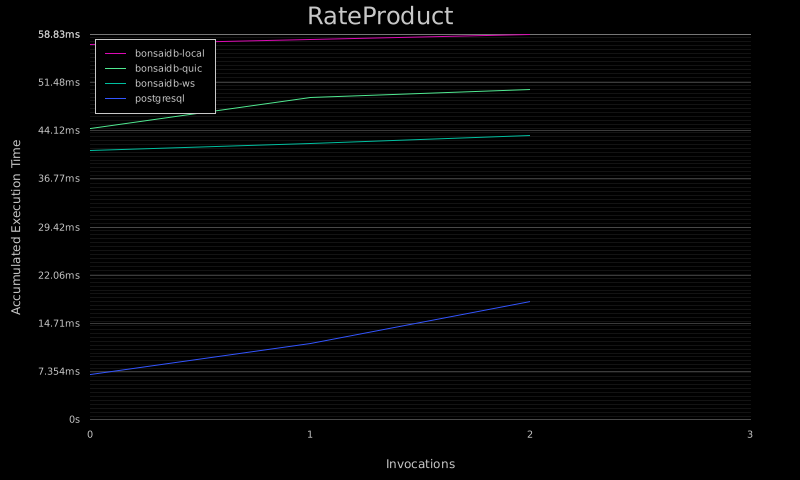 RateProduct
58.83ms
51.48ms
44.12ms
36.77ms
29.42ms
22.06ms
14.71ms
7.354ms
0s
Accumulated Execution Time
bonsaidb-local
bonsaidb-quic
bonsaidb-ws
postgresql
0 1 2 3
Invocations